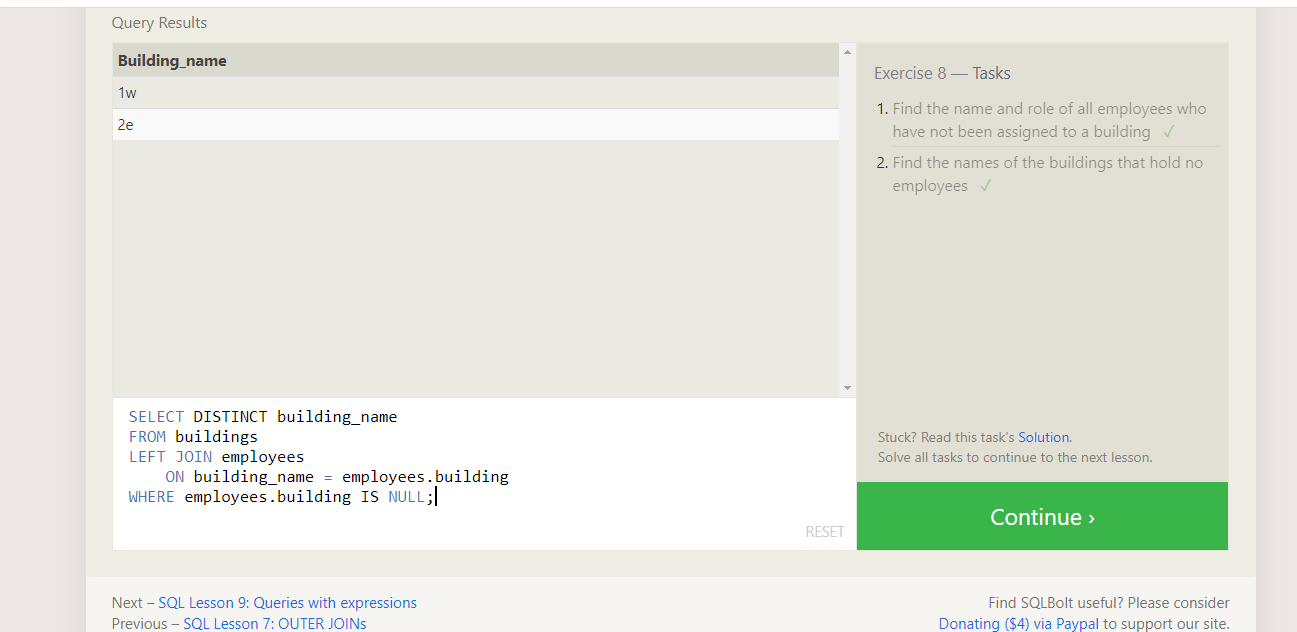 Query Results
Building_name
1w
2e
Exercise 8 — Tasks
1. Find the name and role of all employees who
have not been assigned to a building ✓
2. Find the names of the buildings that hold no
employees ✓
SELECT DISTINCT building_name
FROM buildings
LEFT JOIN employees
ON building_name = employees.building
WHERE employees.building IS NULL;
RESET
Stuck? Read this task's Solution.
Solve all tasks to continue to the next lesson.
Continue ›
Next – SQL Lesson 9: Queries with expressions
Previous – SQL Lesson 7: OUTER JOINs
Find SQLBolt useful? Please consider
Donating ($4) via Paypal to support our site.